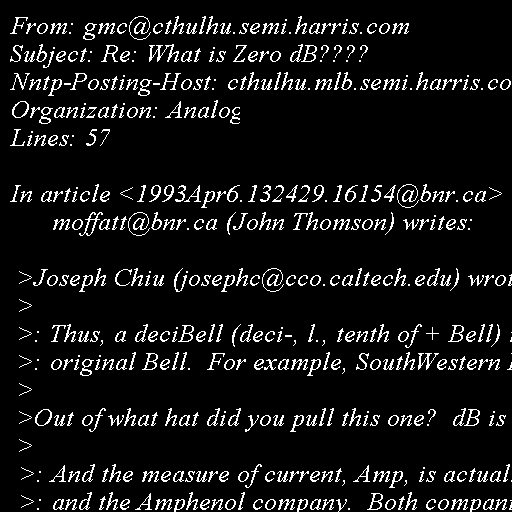 From: gmc@cthulhu.semi.harris.com
Subject: Re: What is Zero dB????
Nntp-Posting-Host: cthulhu.mlb.semi.harris.co
Organization: Analog
Lines: 57
In article <1993Apr6.132429.16154@bnr.ca>
moffatt@bnr.ca (John Thomson) writes:
>Joseph Chiu (josephc@cco.caltech.edu) wrot
>
>: Thus, a deciBell (deci-, l., tenth of + Bell) i
>: original Bell.  For example, SouthWestern
>
>Out of what hat did you pull this one?  dB is
>
>: And the measure of current, Amp, is actual
>: and the Amphenol company.  Both compani